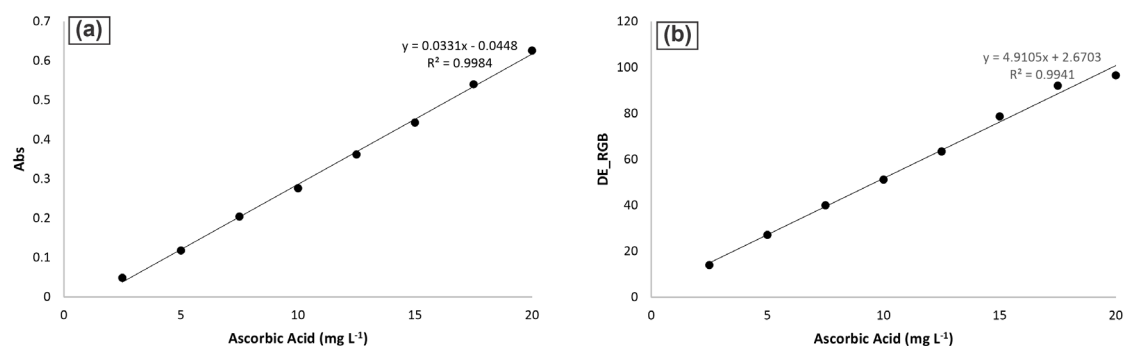 (a)
0.7
0.6
0.5
0.4
0.3
0.2
0.1
0
Abs
y = 0.0331x - 0.0448
R² = 0.9984
0 5 10 15 20
Ascorbic Acid (mg L⁻¹)
(b)
120
100
80
60
40
20
0
DE_RGB
y = 4.9105x + 2.6703
R² = 0.9941
0 5 10 15 20
Ascorbic Acid (mg L⁻¹)